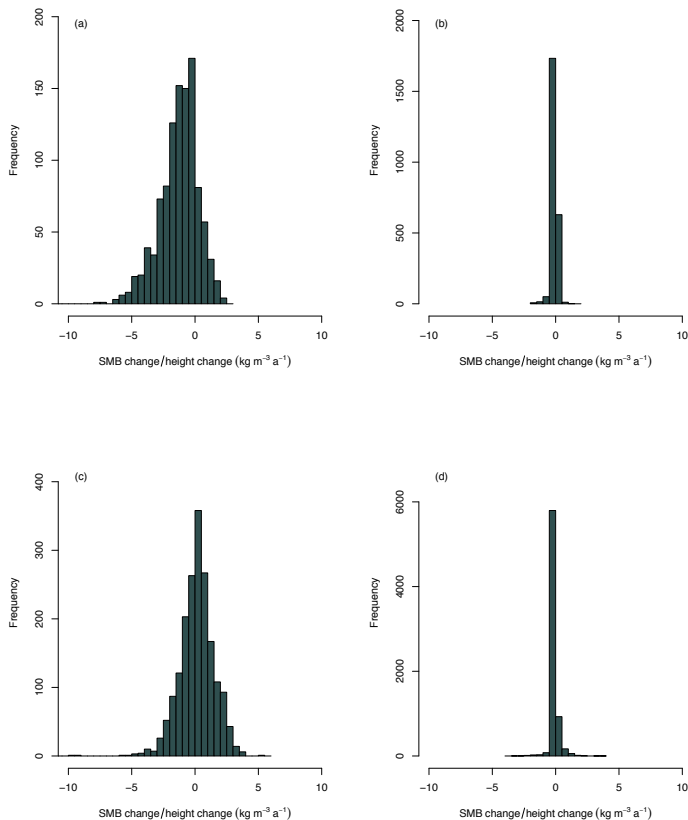 (a)
200
150
100
50
0
Frequency
−10 −5 0 5 10
SMB change/height change (kg m⁻³ a⁻¹)
(b)
2000
1500
1000
500
0
Frequency
−10 −5 0 5 10
SMB change/height change (kg m⁻³ a⁻¹)
(c)
400
300
200
100
0
Frequency
−10 −5 0 5 10
SMB change/height change (kg m⁻³ a⁻¹)
(d)
6000
4000
2000
0
Frequency
−10 −5 0 5 10
SMB change/height change (kg m⁻³ a⁻¹)